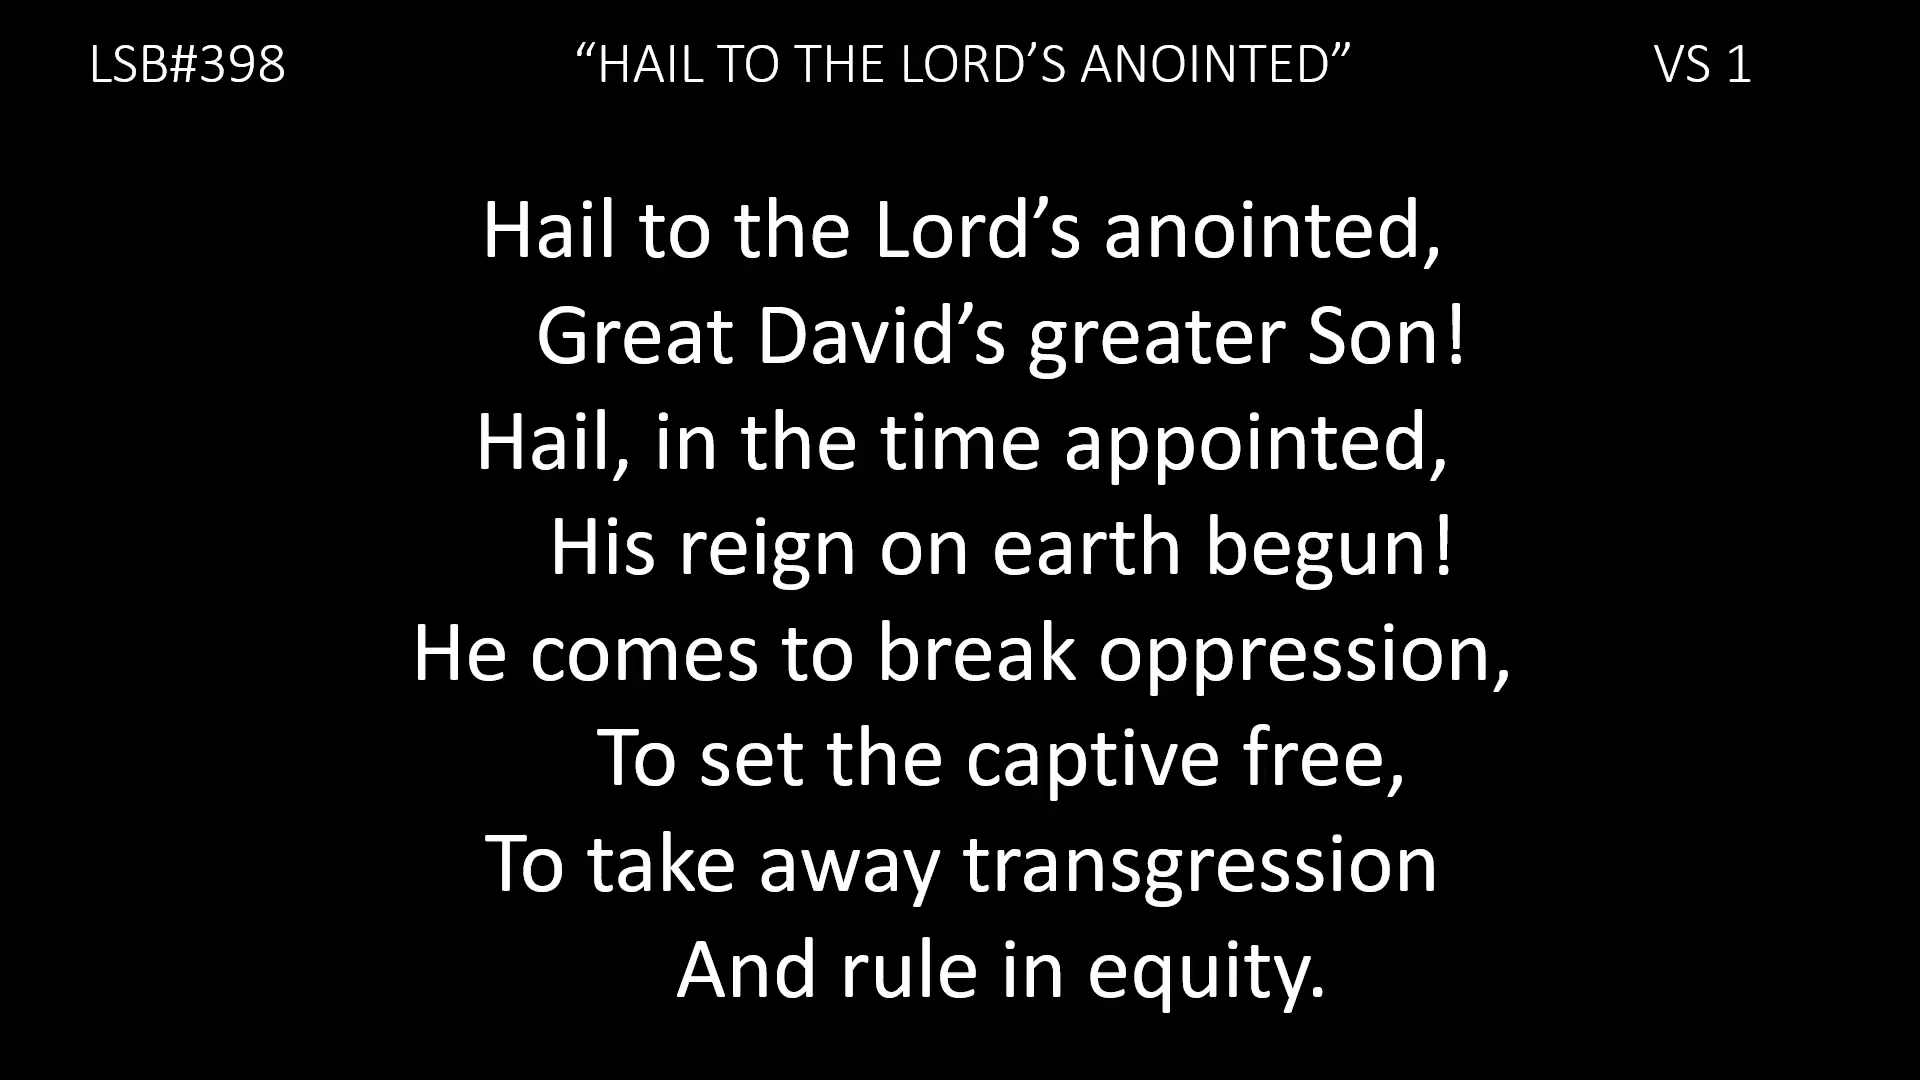 LSB#398 “HAIL TO THE LORD’S ANOINTED” VS 1
Hail to the Lord’s anointed,
Great David’s greater Son!
Hail, in the time appointed,
His reign on earth begun!
He comes to break oppression,
To set the captive free,
To take away transgression
And rule in equity.